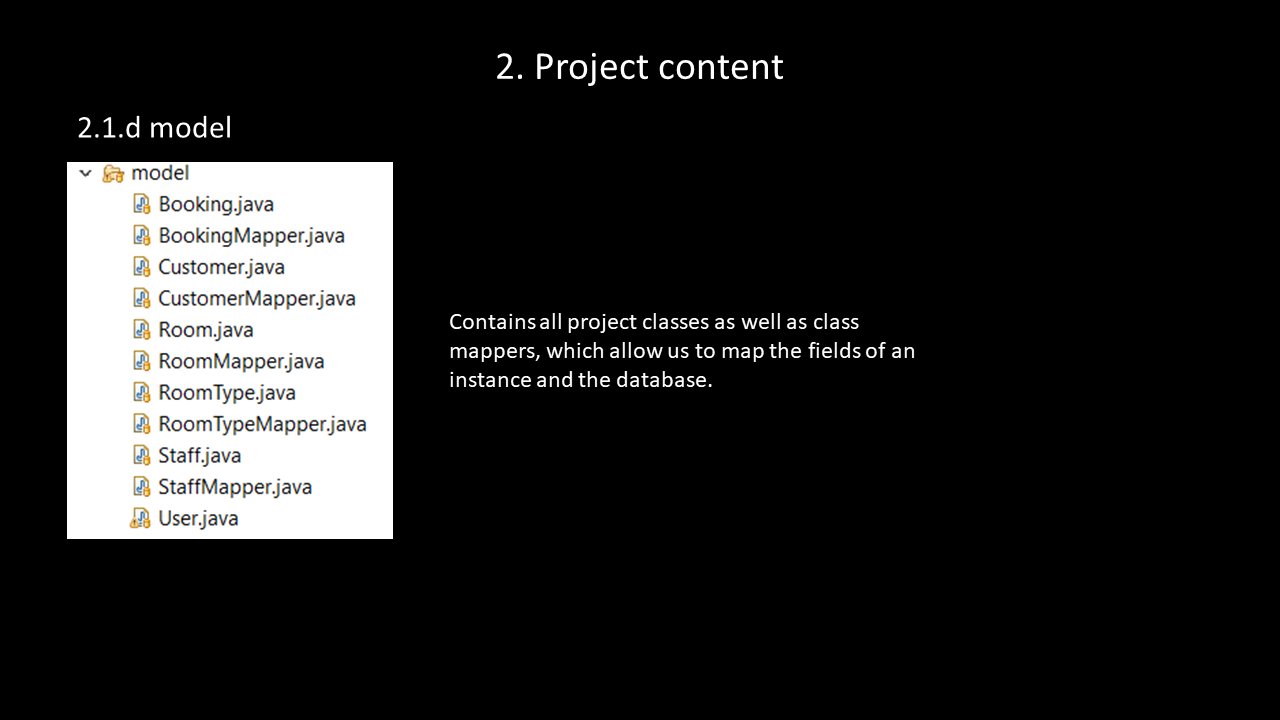 2. Project content
2.1.d model
model
Booking.java
BookingMapper.java
Customer.java
CustomerMapper.java
Room.java
RoomMapper.java
RoomType.java
RoomTypeMapper.java
Staff.java
StaffMapper.java
User.java
Contains all project classes as well as class
mappers, which allow us to map the fields of an
instance and the database.